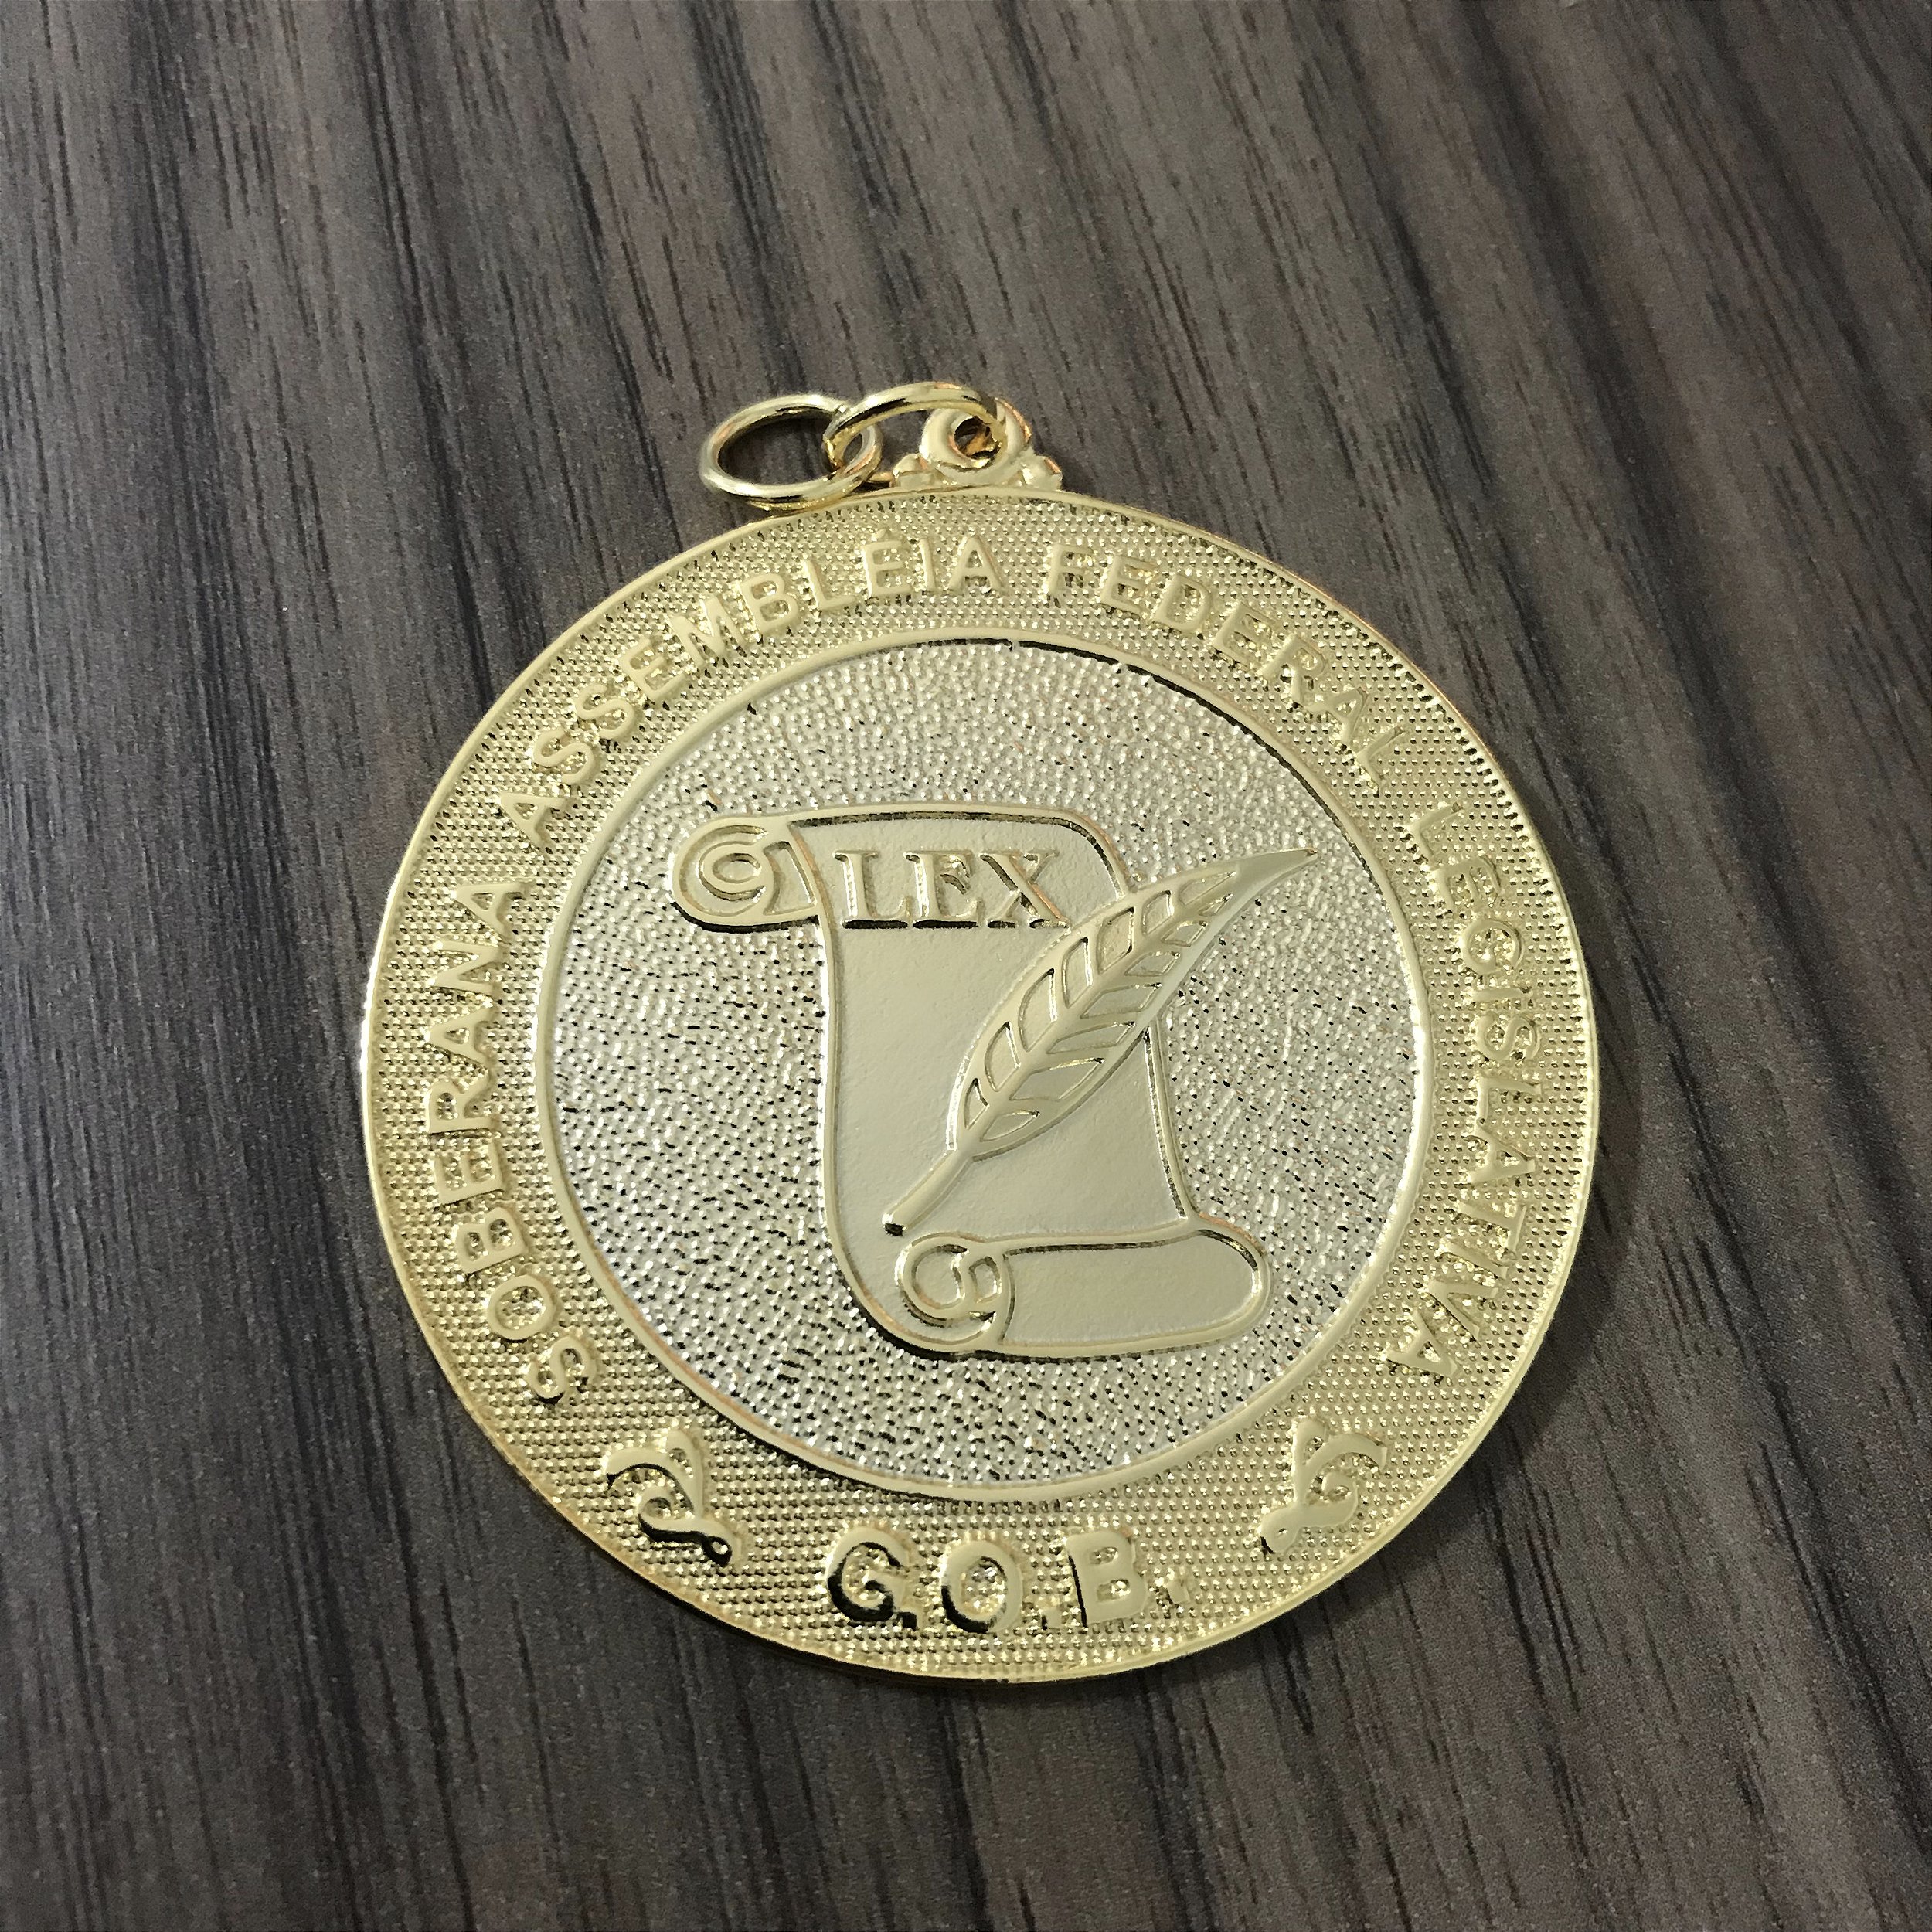 SOBERANA ASSEMBLÉIA FEDERAL LEGISLATIVA
LEX
G.O.B.